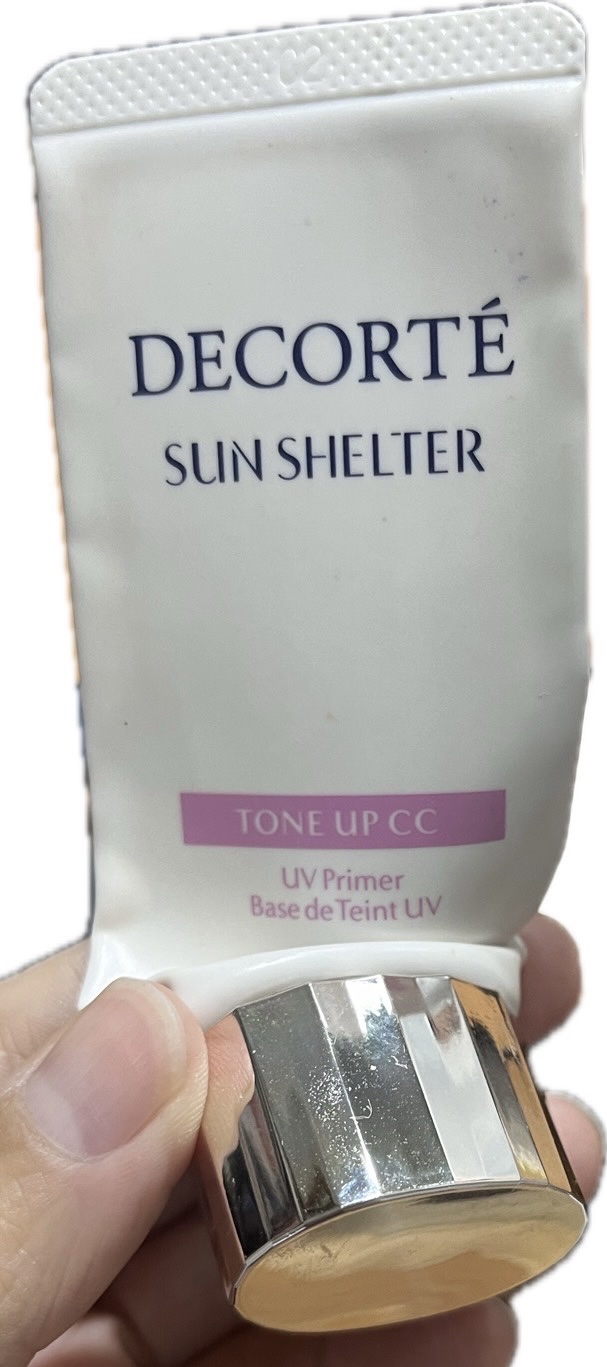 DECORTÉ
SUN SHELTER
TONE UP CC
UV Primer
Base de Teint UV